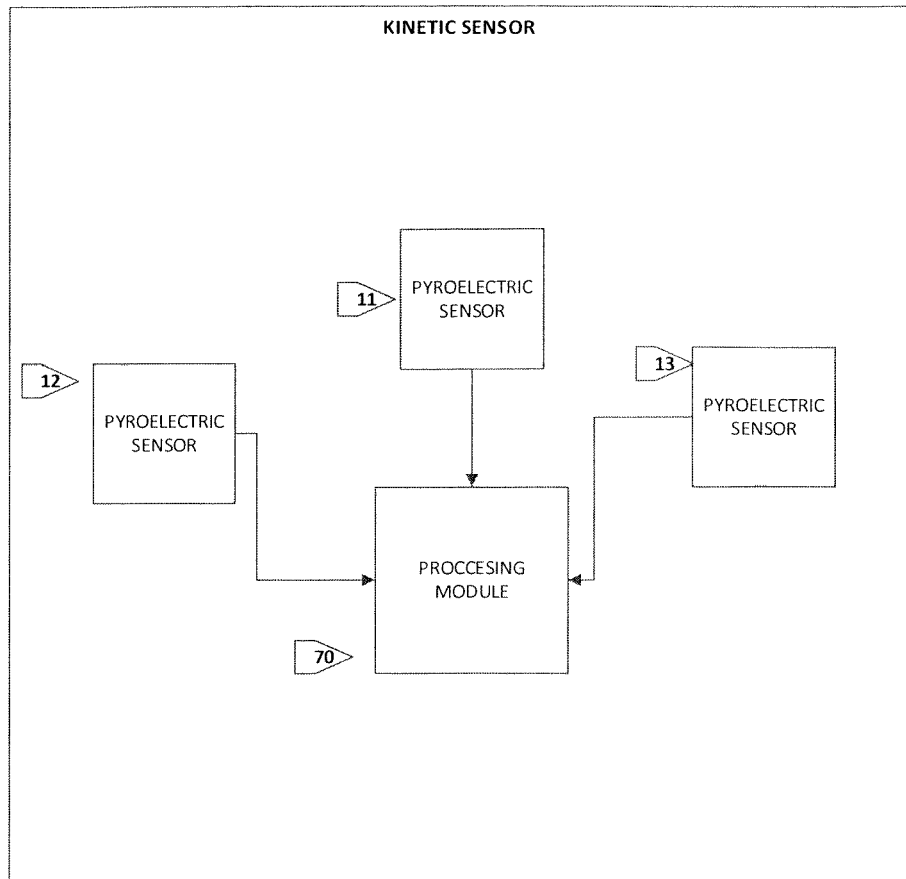 KINETIC SENSOR
11
PYROELECTRIC
SENSOR
12
PYROELECTRIC
SENSOR
13
PYROELECTRIC
SENSOR
PROCCESING
MODULE
70